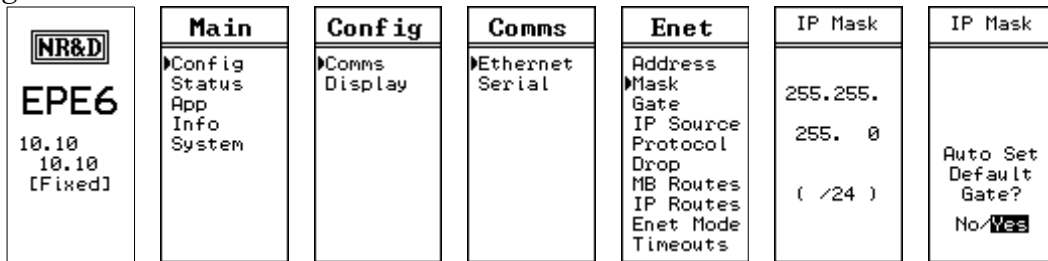 NR&D
EPE6
10.10
10.10
[Fixed]
Main
Config
Status
App
Info
System
Config
Comms
Display
Comms
Ethernet
Serial
Enet
Address
Mask
Gate
IP Source
Protocol
Drop
MB Routes
IP Routes
Enet Mode
Timeouts
IP Mask
255.255.
255. 0
( /24 )
IP Mask
Auto Set
Default
Gate?
No/Yes